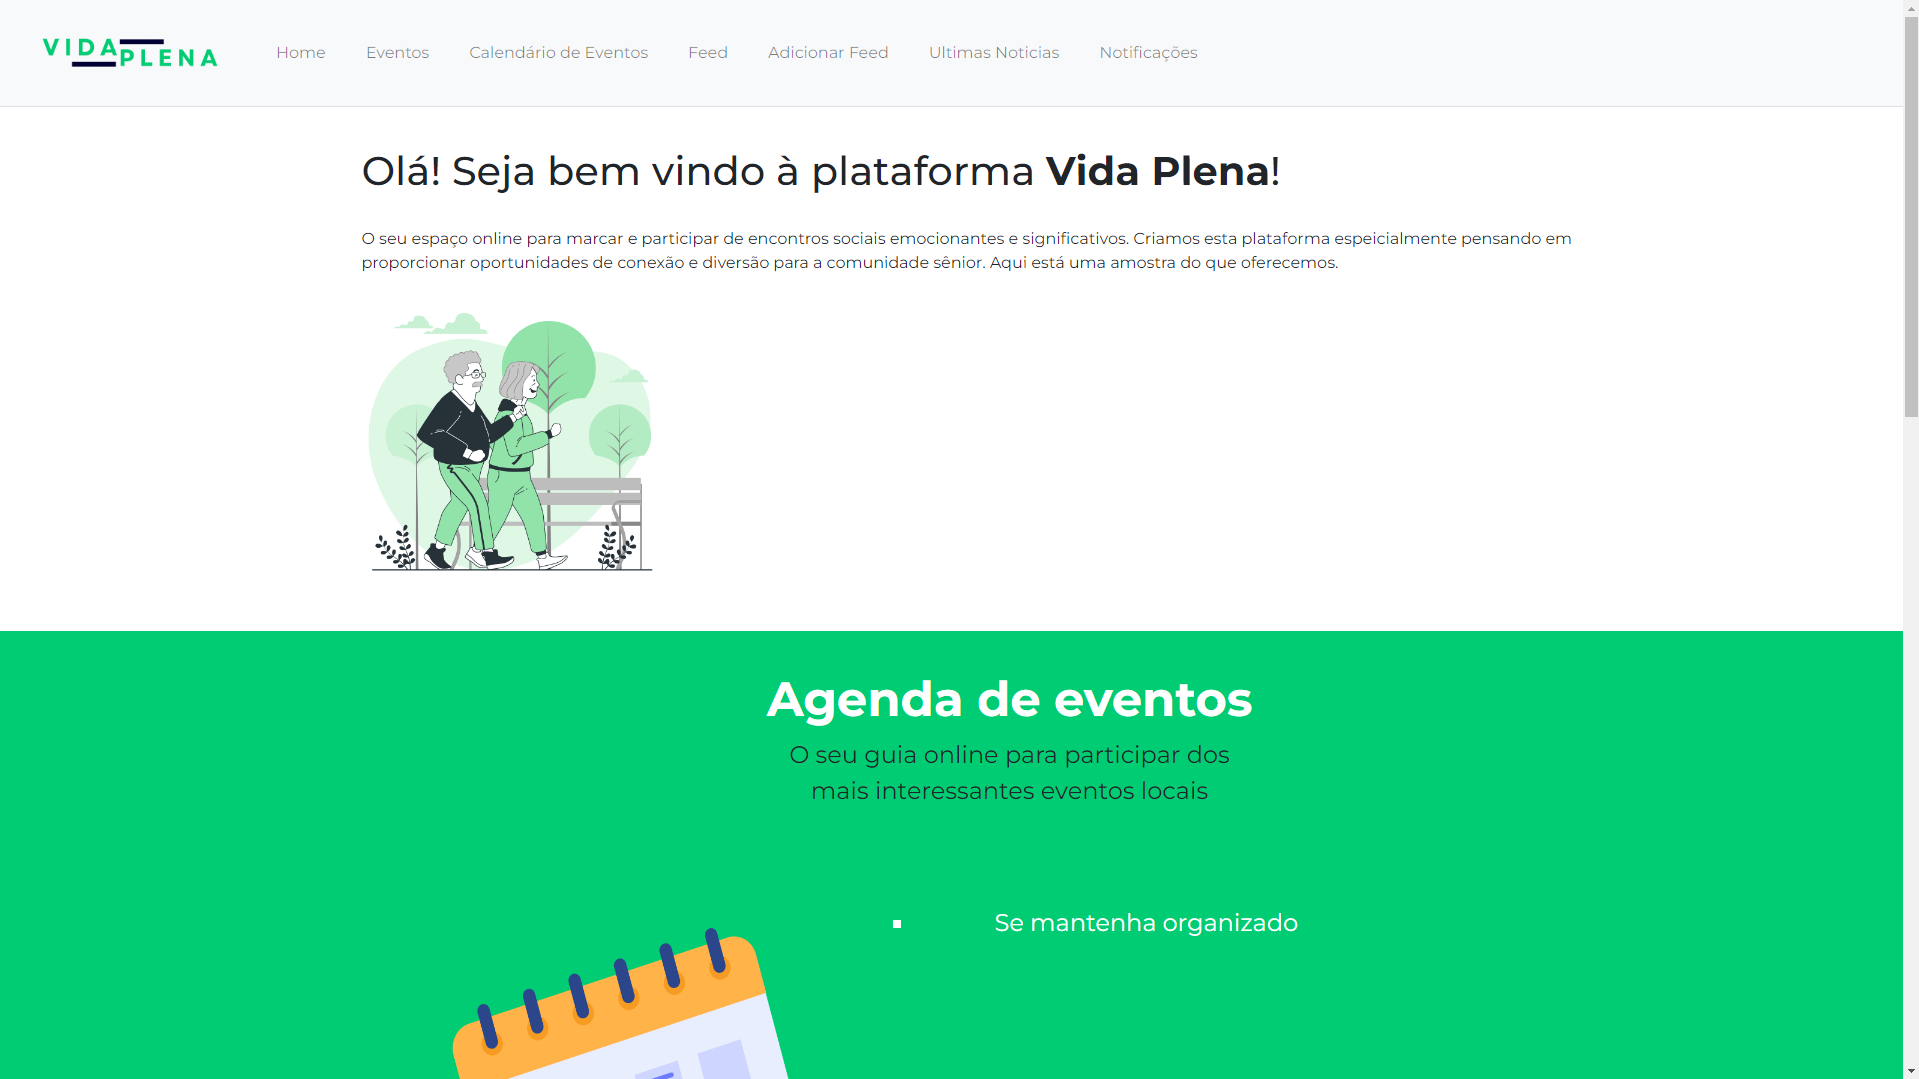 VIDA
PLENA
Home Eventos Calendário de Eventos Feed Adicionar Feed Ultimas Noticias Notificações
Olá! Seja bem vindo à plataforma Vida Plena!
O seu espaço online para marcar e participar de encontros sociais emocionantes e significativos. Criamos esta plataforma espeicialmente pensando em
proporcionar oportunidades de conexão e diversão para a comunidade sênior. Aqui está uma amostra do que oferecemos.
Agenda de eventos
O seu guia online para participar dos
mais interessantes eventos locais
Se mantenha organizado